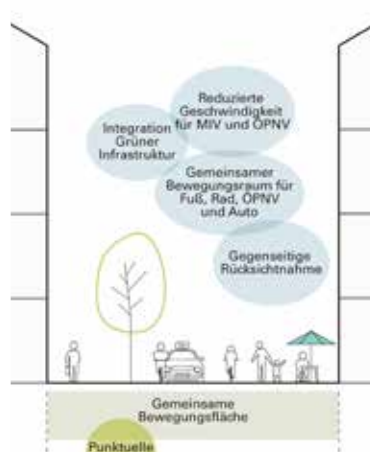 Reduzierte
Geschwindigkeit
für MIV und ÖPNV
Integration
Grüner
Infrastruktur
Gemeinsamer
Bewegungsraum für
Fuß, Rad, ÖPNV
und Auto
Gegenseitige
Rücksichtnahme
Gemeinsame
Bewegungsfläche
Punktuelle